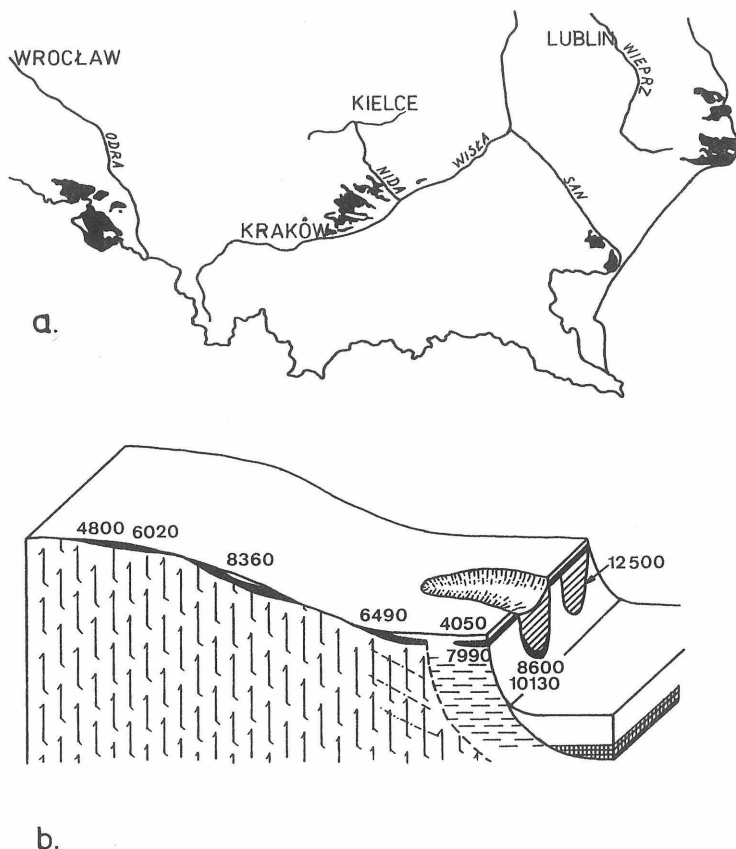 WROCŁAW
ODRA
KIELCE
NIDA
KRAKÓW
WISŁA
LUBLIN
WIEPRZ
SAN
a.
4800
6020
8360
6490
4050
7990
12500
8600
10130
b.